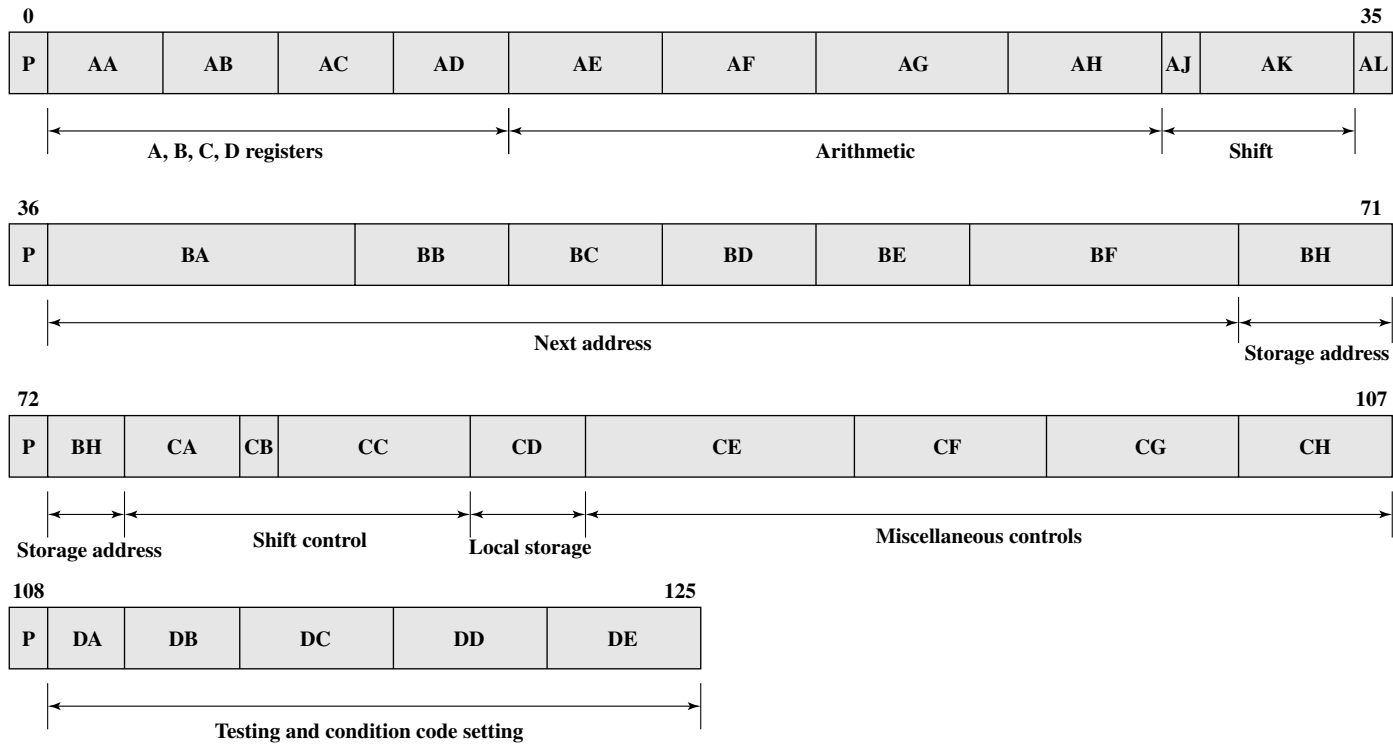 0 35
P AA AB AC AD AE AF AG AH AJ AK AL
A, B, C, D registers Arithmetic Shift
36 71
P BA BB BC BD BE BF BH
Next address Storage address
72 107
P BH CA CB CC CD CE CF CG CH
Storage address Shift control Local storage Miscellaneous controls
108 125
P DA DB DC DD DE
Testing and condition code setting